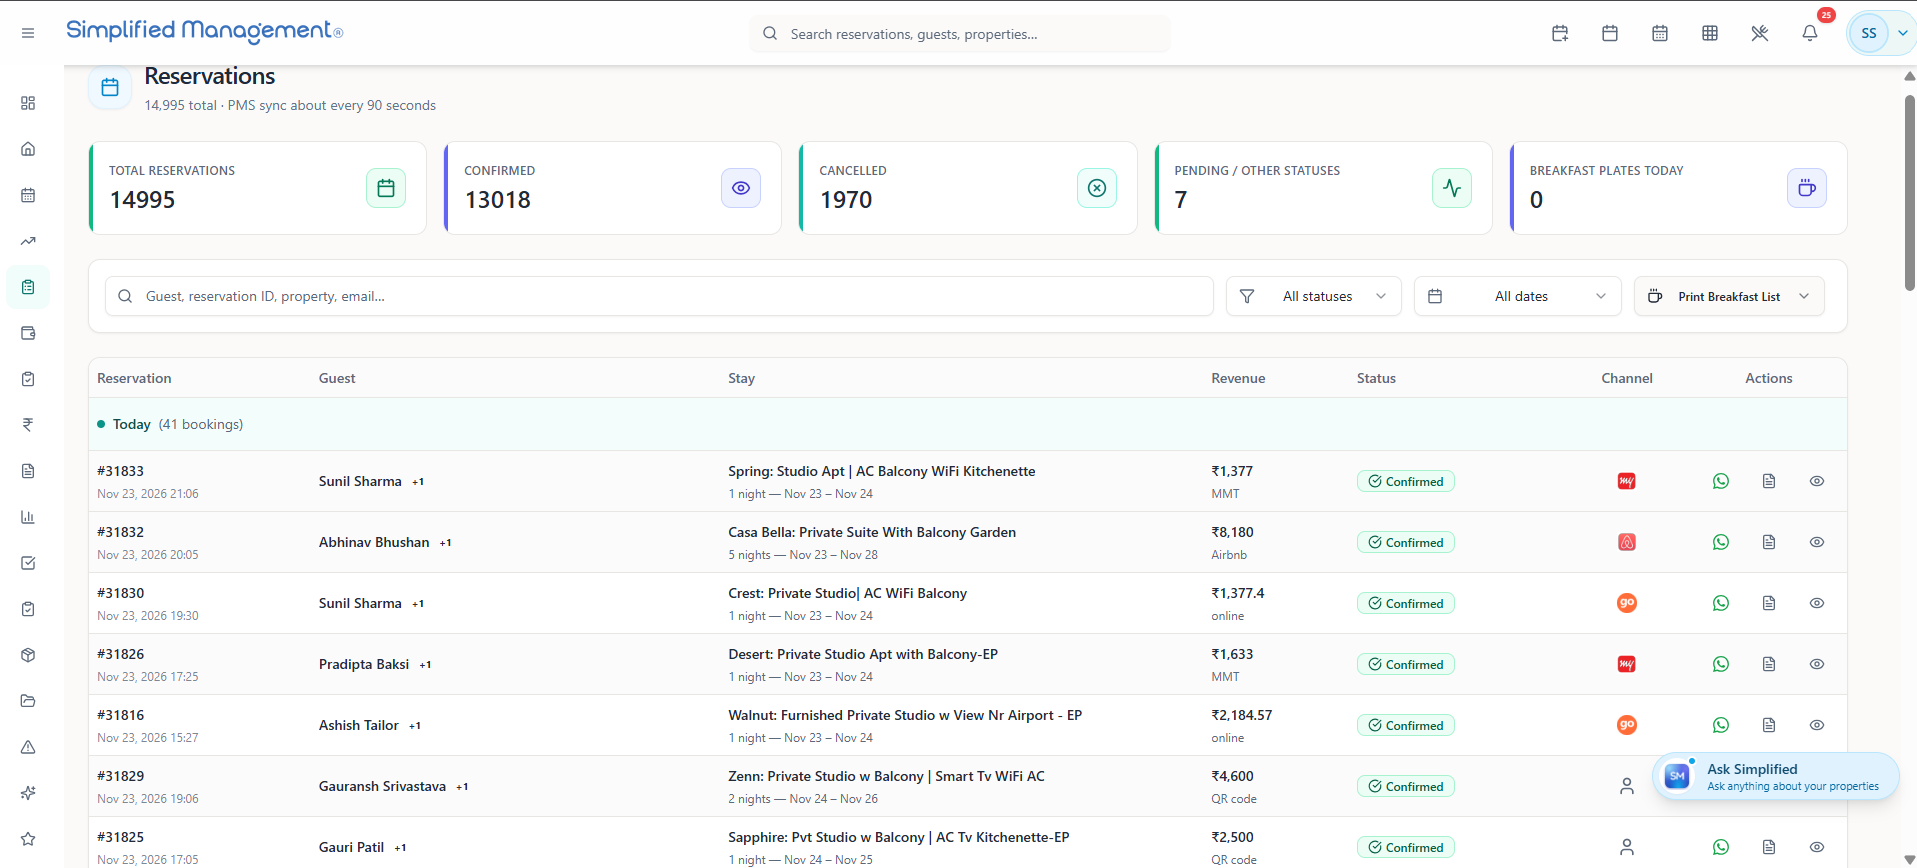 Simplified Management®
Search reservations, guests, properties...
25
SS
Reservations
14,995 total · PMS sync about every 90 seconds
TOTAL RESERVATIONS
14995
CONFIRMED
13018
CANCELLED
1970
PENDING / OTHER STATUSES
7
BREAKFAST PLATES TODAY
0
Guest, reservation ID, property, email...
All statuses
All dates
Print Breakfast List
Reservation Guest Stay Revenue Status Channel Actions
Today (41 bookings)
#31833
Nov 23, 2026 21:06
Sunil Sharma +1
Spring: Studio Apt | AC Balcony WiFi Kitchenette
1 night — Nov 23 – Nov 24
₹1,377
MMT
Confirmed
my
#31832
Nov 23, 2026 20:05
Abhinav Bhushan +1
Casa Bella: Private Suite With Balcony Garden
5 nights — Nov 23 – Nov 28
₹8,180
Airbnb
Confirmed
#31830
Nov 23, 2026 19:30
Sunil Sharma +1
Crest: Private Studio| AC WiFi Balcony
1 night — Nov 23 – Nov 24
₹1,377.4
online
Confirmed
go
#31826
Nov 23, 2026 17:25
Pradipta Baksi +1
Desert: Private Studio Apt with Balcony-EP
1 night — Nov 23 – Nov 24
₹1,633
MMT
Confirmed
my
#31816
Nov 23, 2026 15:27
Ashish Tailor +1
Walnut: Furnished Private Studio w View Nr Airport - EP
1 night — Nov 23 – Nov 24
₹2,184.57
online
Confirmed
go
#31829
Nov 23, 2026 19:06
Gauransh Srivastava +1
Zenn: Private Studio w Balcony | Smart Tv WiFi AC
2 nights — Nov 24 – Nov 26
₹4,600
QR code
Confirmed
SM
Ask Simplified
Ask anything about your properties
#31825
Nov 23, 2026 17:05
Gauri Patil +1
Sapphire: Pvt Studio w Balcony | AC Tv Kitchenette-EP
1 night — Nov 24 – Nov 25
₹2,500
QR code
Confirmed